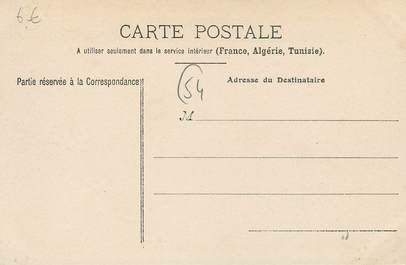 6€
CARTE POSTALE
A utiliser seulement dans le service intérieur (France, Algérie, Tunisie).
Partie réservée à la Correspondance
Adresse du Destinataire
54